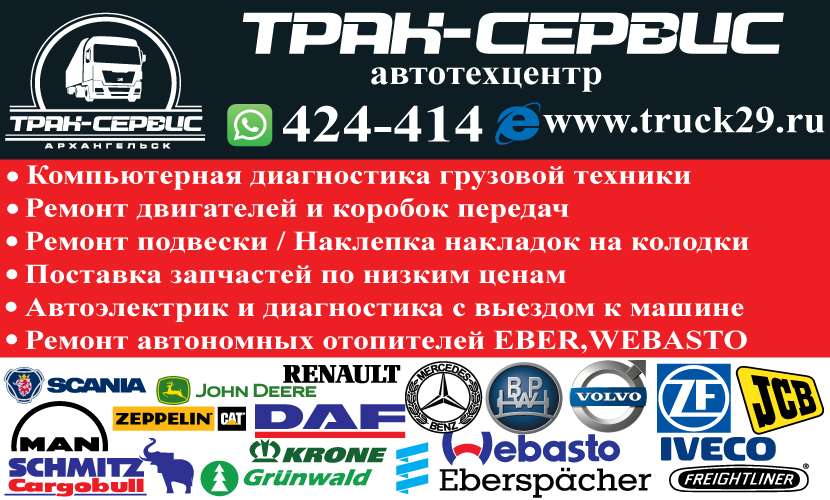 ТРАК-СЕРВИС
автотехцентр
424-414 www.truck29.ru
ТРАК-СЕРВИС
АРХАНГЕЛЬСК
• Компьютерная диагностика грузовой техники
• Ремонт двигателей и коробок передач
• Ремонт подвески / Наклепка накладок на колодки
• Поставка запчастей по низким ценам
• Автоэлектрик и диагностика с выездом к машине
• Ремонт автономных отопителей EBER,WEBASTO
SCANIA
JOHN DEERE
RENAULT
MERCEDES
BENZ
BPW
VOLVO
ZF
JCB
MAN
ZEPPELIN CAT
DAF
SCHMITZ
Cargobull
KRONE
Grünwald
Webasto
Eberspächer
IVECO
FREIGHTLINER